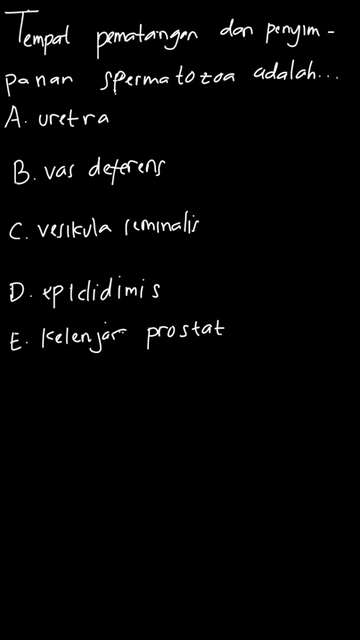 Tempat pematangan dan penyim-
panan spermatozoa adalah...
A. uretra
B. vas deferens
C. vesikula seminalis
D. epididimis
E. kelenjar prostat